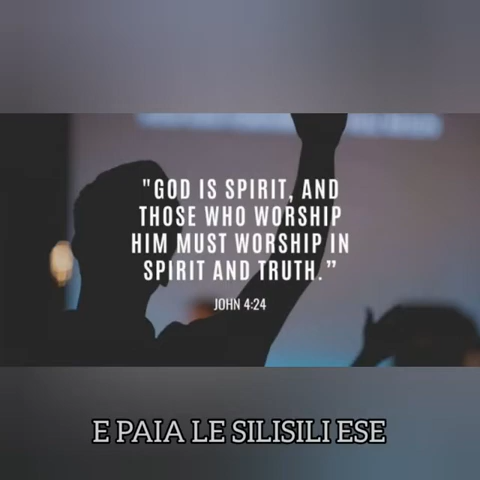 "GOD IS SPIRIT, AND
THOSE WHO WORSHIP
HIM MUST WORSHIP IN
SPIRIT AND TRUTH.”
JOHN 4:24
E PAIA LE SILISILI ESE